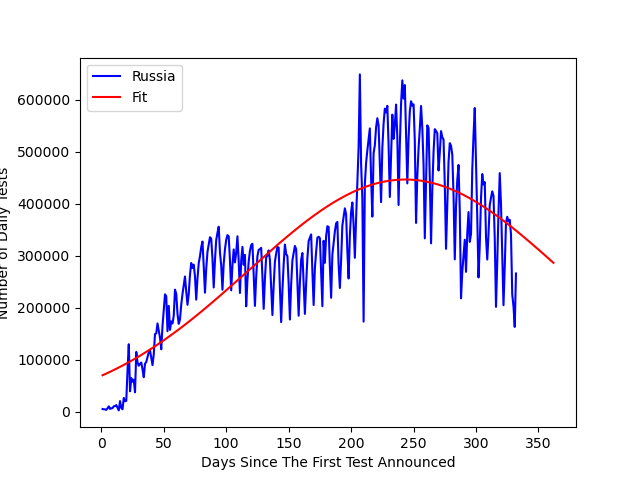 Russia
Fit
600000
500000
400000
300000
200000
100000
0
Number of Daily Tests
0 50 100 150 200 250 300 350
Days Since The First Test Announced